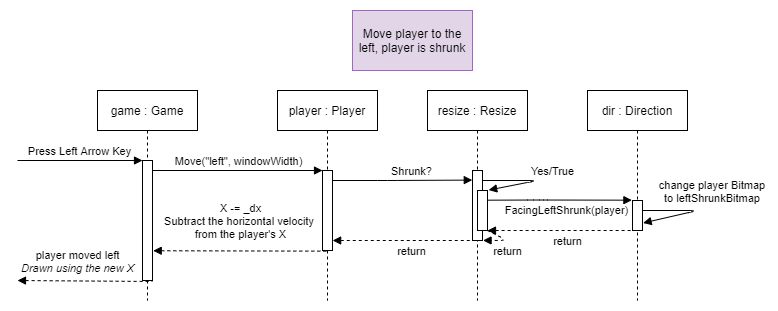 Move player to the
left, player is shrunk
game : Game
player : Player
resize : Resize
dir : Direction
Press Left Arrow Key
Move("left", windowWidth)
Shrunk?
Yes/True
change player Bitmap
to leftShrunkBitmap
X -= _dx
Subtract the horizontal velocity
from the player's X
FacingLeftShrunk(player)
return
return
return
player moved left
Drawn using the new X